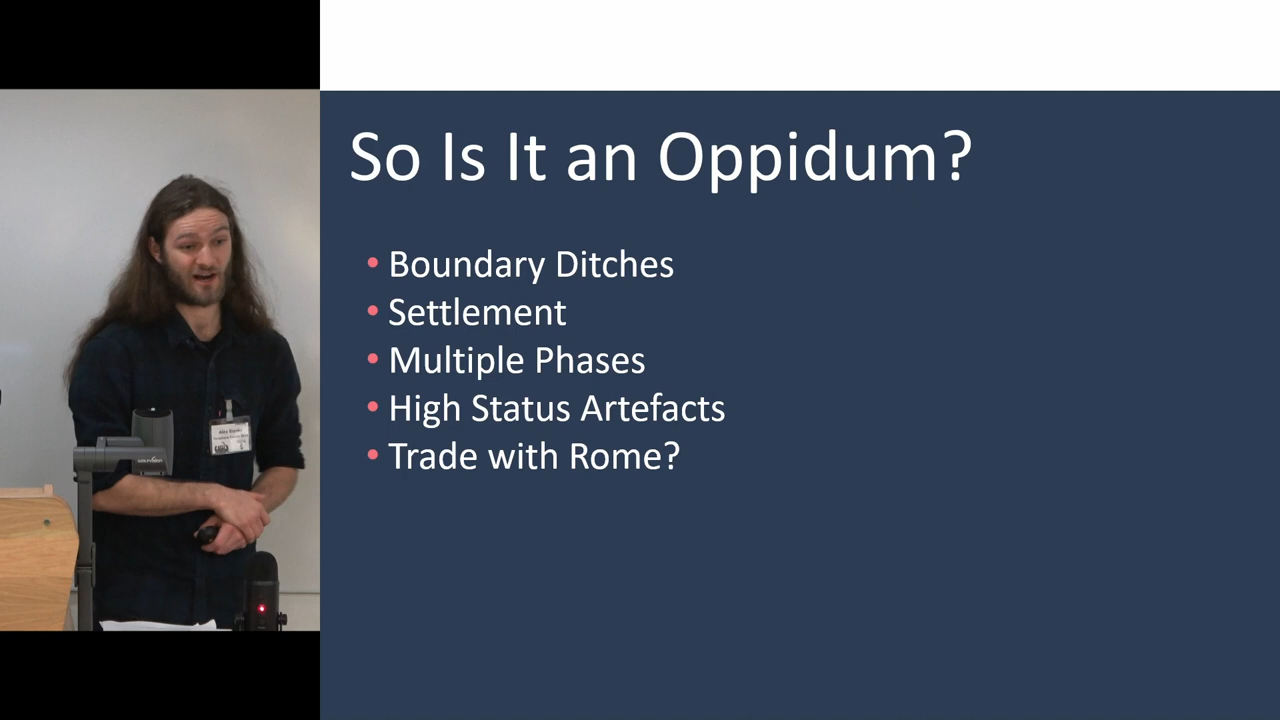 So Is It an Oppidum?
• Boundary Ditches
• Settlement
• Multiple Phases
• High Status Artefacts
• Trade with Rome?